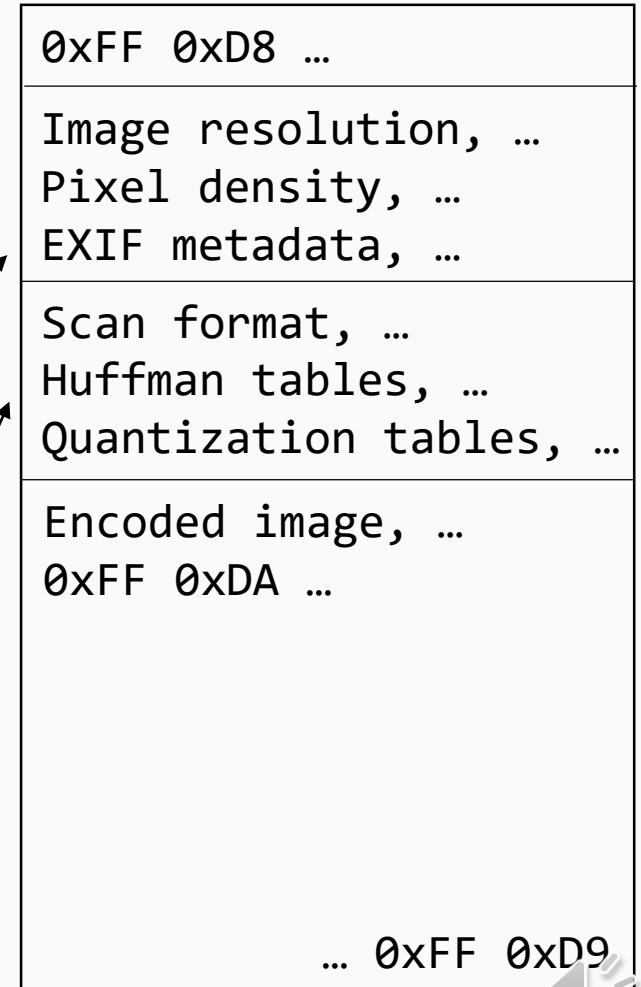 0xFF 0xD8 …
Image resolution, …
Pixel density, …
EXIF metadata, …
Scan format, …
Huffman tables, …
Quantization tables, …
Encoded image, …
0xFF 0xDA …
… 0xFF 0xD9